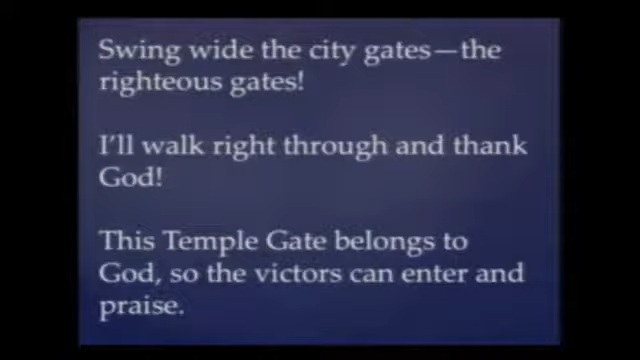 Swing wide the city gates—the
righteous gates!
I'll walk right through and thank
God!
This Temple Gate belongs to
God, so the victors can enter and
praise.